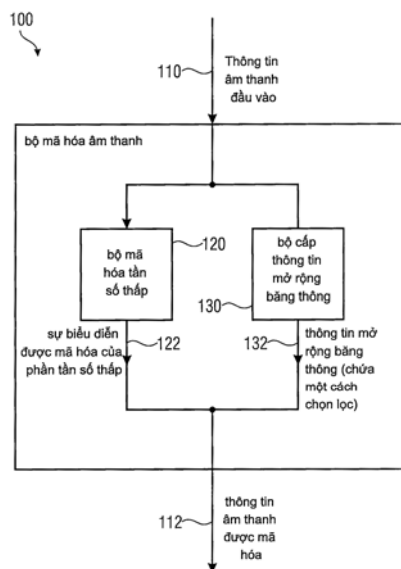 100
110
Thông tin
âm thanh
đầu vào
bộ mã hóa âm thanh
bộ mã
hóa tần
số thấp
120
bộ cấp
thông tin
mở rộng
băng thông
130
sự biểu diễn
được mã hóa của
phần tần số thấp
122
132
thông tin mở
rộng băng
thông (chứa
một cách
chọn lọc)
112
thông tin
âm thanh
được mã
hóa